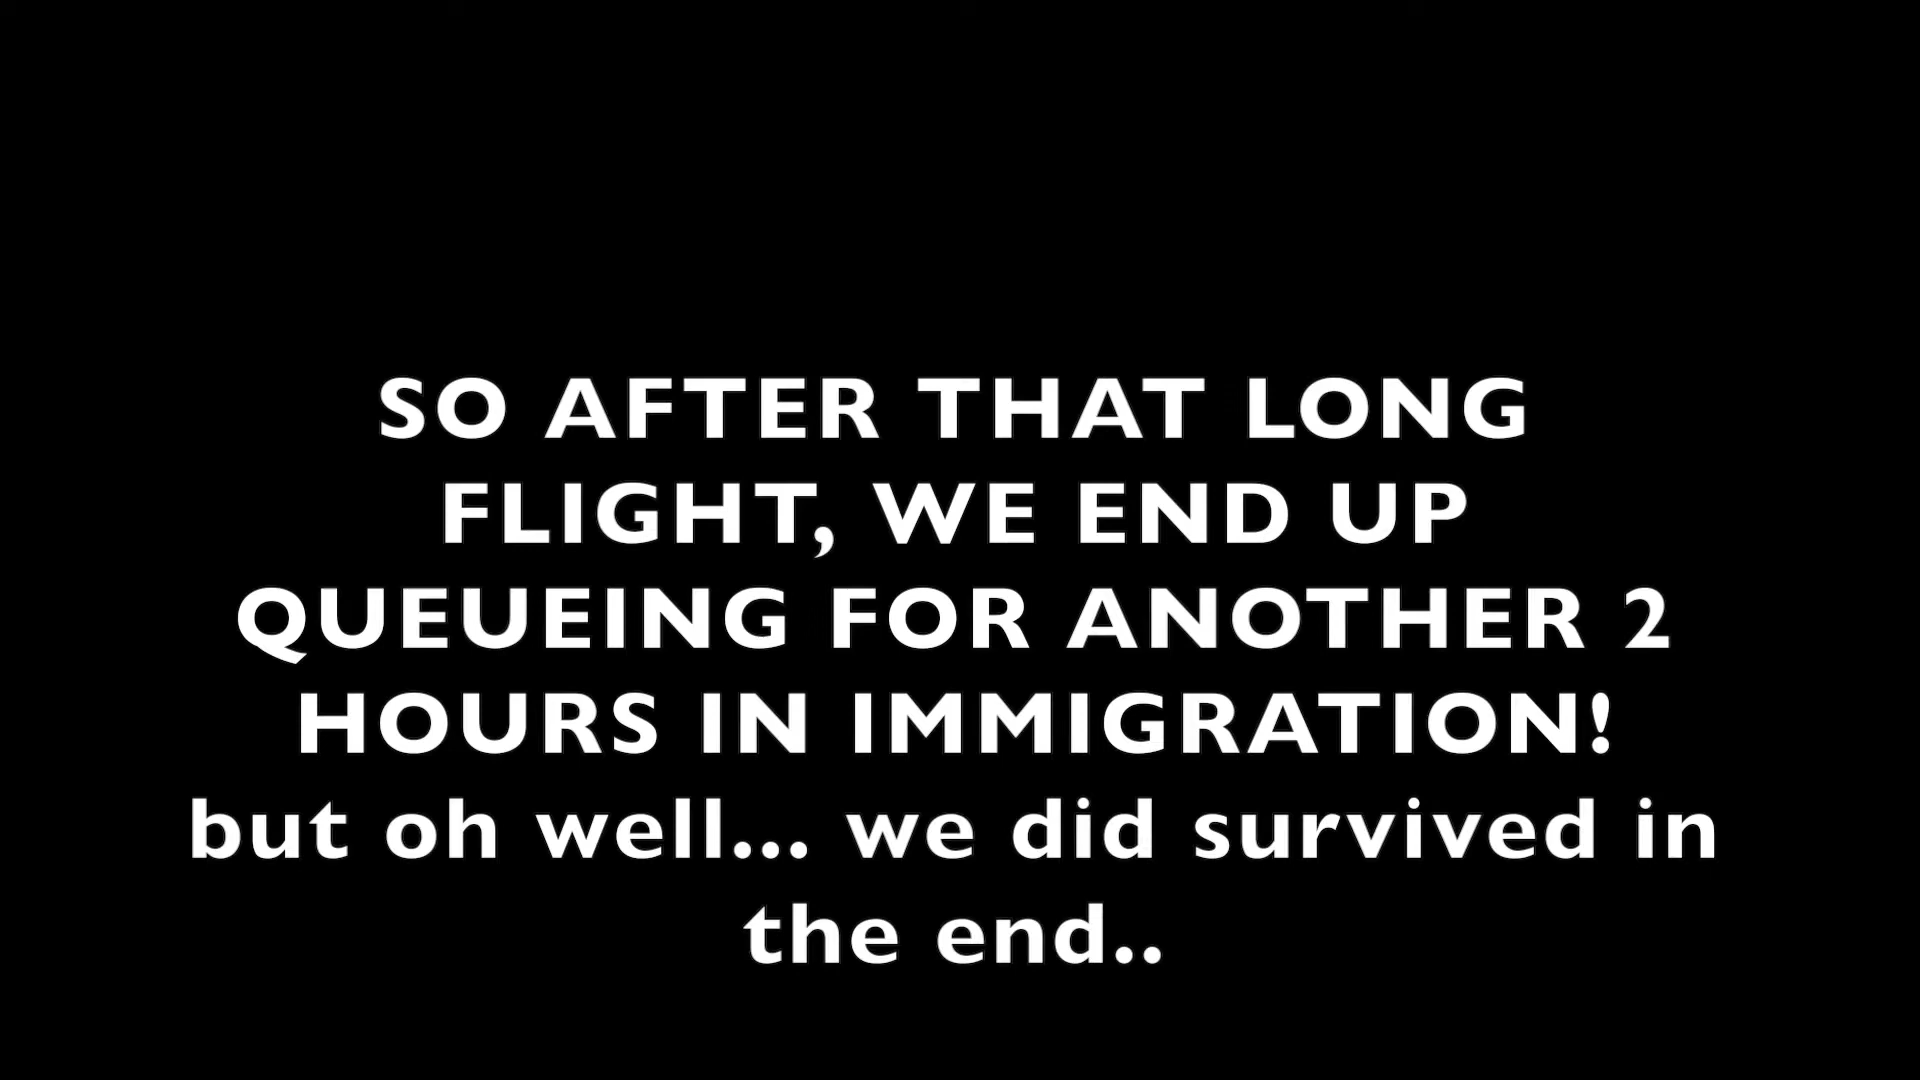 SO AFTER THAT LONG
FLIGHT, WE END UP
QUEUEING FOR ANOTHER 2
HOURS IN IMMIGRATION!
but oh well... we did survived in
the end..